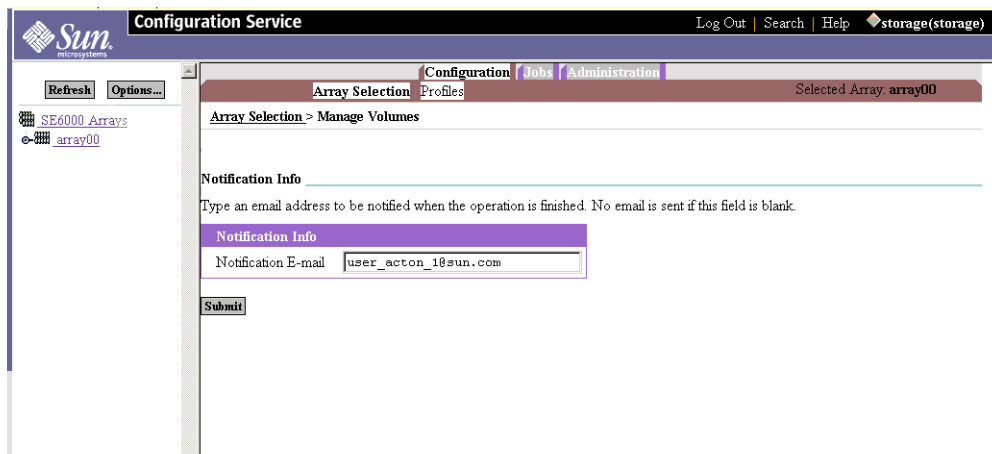 Sun
microsystems
Configuration Service
Log Out | Search | Help storage(storage)
Refresh Options...
SE6000 Arrays
array00
Configuration Jobs Administration
Array Selection Profiles
Selected Array: array00
Array Selection > Manage Volumes
Notification Info
Type an email address to be notified when the operation is finished. No email is sent if this field is blank.
Notification Info
Notification E-mail user_acton_1@sun.com
Submit